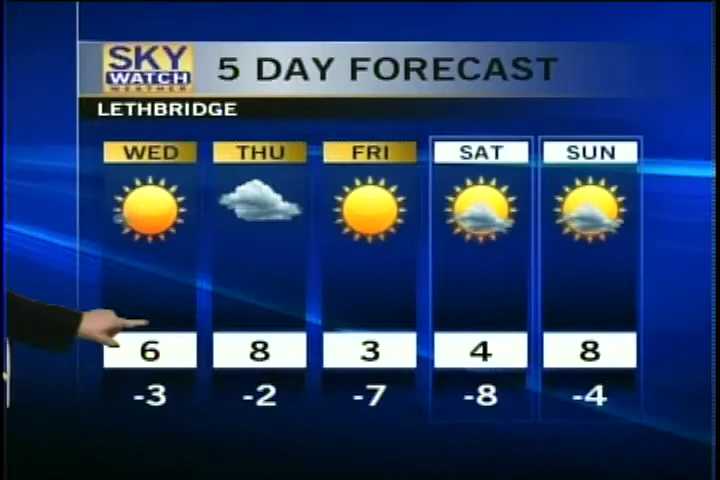 SKY
WATCH
WEATHER
5 DAY FORECAST
LETHBRIDGE
WED THU FRI SAT SUN
6 8 3 4 8
-3 -2 -7 -8 -4